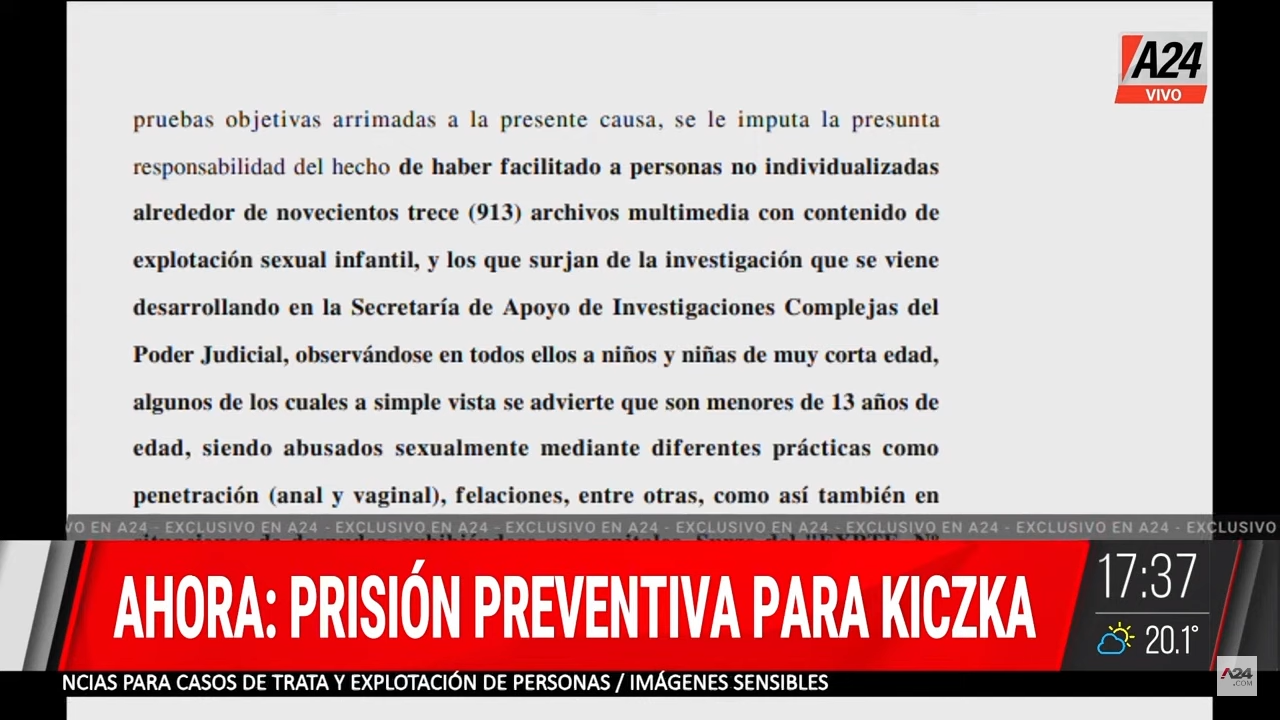 A24
VIVO
pruebas objetivas arrimadas a la presente causa, se le imputa la presunta
responsabilidad del hecho de haber facilitado a personas no individualizadas
alrededor de novecientos trece (913) archivos multimedia con contenido de
explotación sexual infantil, y los que surjan de la investigación que se viene
desarrollando en la Secretaría de Apoyo de Investigaciones Complejas del
Poder Judicial, observándose en todos ellos a niños y niñas de muy corta edad,
algunos de los cuales a simple vista se advierte que son menores de 13 años de
edad, siendo abusados sexualmente mediante diferentes prácticas como
penetración (anal y vaginal), felaciones, entre otras, como así también en
VO EN A24 - EXCLUSIVO EN A24 - EXCLUSIVO EN A24 - EXCLUSIVO EN A24 - EXCLUSIVO EN A24 - EXCLUSIVO EN A24 - EXCLUSIVO
AHORA: PRISIÓN PREVENTIVA PARA KICZKA
17:37
20.1°
NCIAS PARA CASOS DE TRATA Y EXPLOTACIÓN DE PERSONAS / IMÁGENES SENSIBLES
A24
.COM